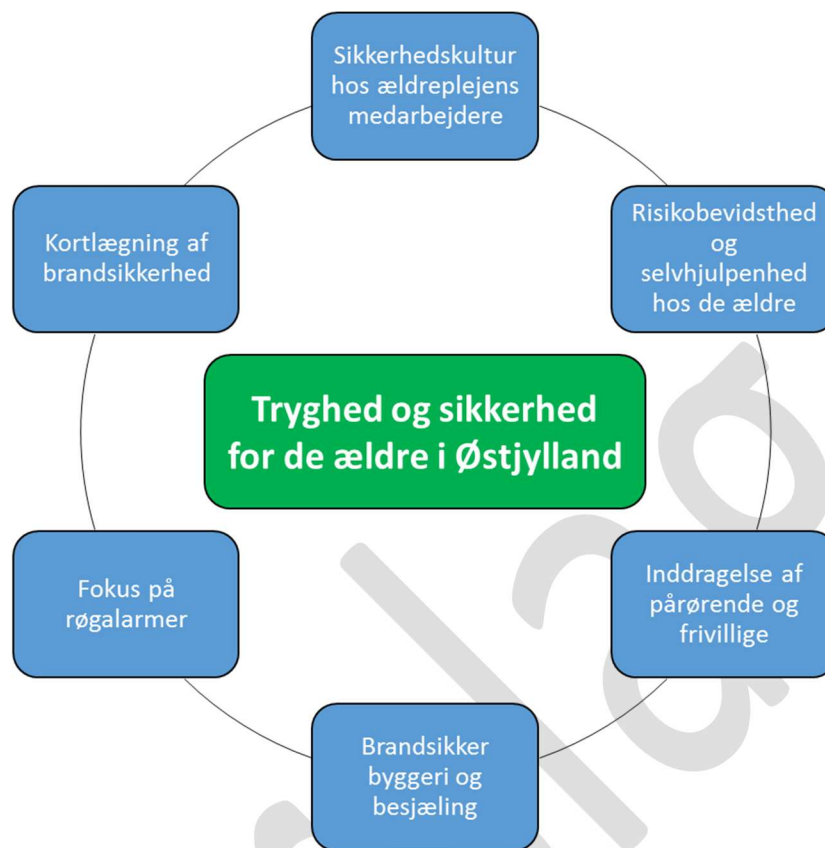 Sikkerhedskultur
hos ældreplejens
medarbejdere
Risikobevidsthed
og
selvhjulpenhed
hos de ældre
Inddragelse af
pårørende og
frivillige
Brandsikker
byggeri og
besjæling
Fokus på
røgalarmer
Kortlægning af
brandsikkerhed
Tryghed og sikkerhed
for de ældre i Østjylland